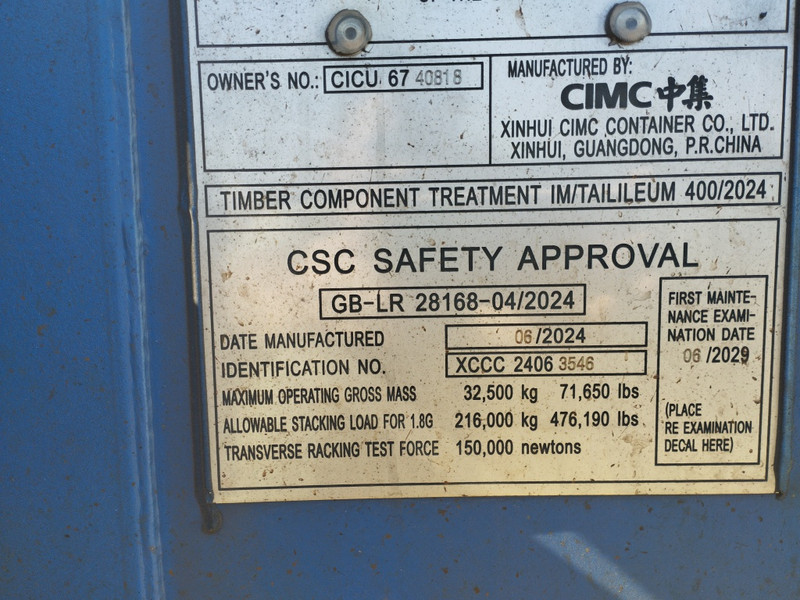 OWNER'S NO.: CICU 67 40818
MANUFACTURED BY:
CIMC 中集
XINHUI CIMC CONTAINER CO., LTD.
XINHUI, GUANGDONG, P.R.CHINA
TIMBER COMPONENT TREATMENT IM/TAILILEUM 400/2024
CSC SAFETY APPROVAL
GB-LR 28168-04/2024
DATE MANUFACTURED 06/2024
IDENTIFICATION NO. XCCC 2406 3546
MAXIMUM OPERATING GROSS MASS 32,500 kg 71,650 lbs
ALLOWABLE STACKING LOAD FOR 1.8G 216,000 kg 476,190 lbs
TRANSVERSE RACKING TEST FORCE 150,000 newtons
FIRST MAINTE-
NANCE EXAMI-
NATION DATE
06 /2029
(PLACE
RE EXAMINATION
DECAL HERE)